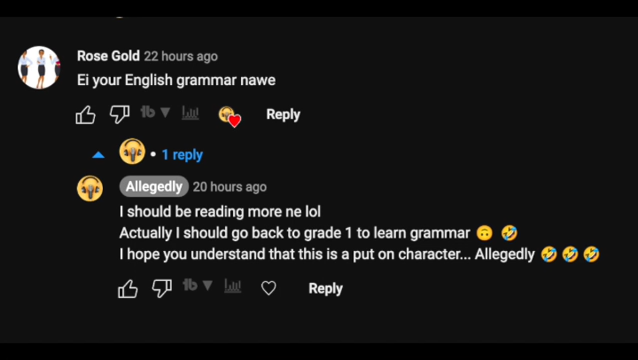 Rose Gold 22 hours ago
Ei your English grammar nawe
Reply
1 reply
Allegedly 20 hours ago
I should be reading more ne lol
Actually I should go back to grade 1 to learn grammar 🙃 🤣
I hope you understand that this is a put on character... Allegedly 🤣 🤣 🤣
Reply